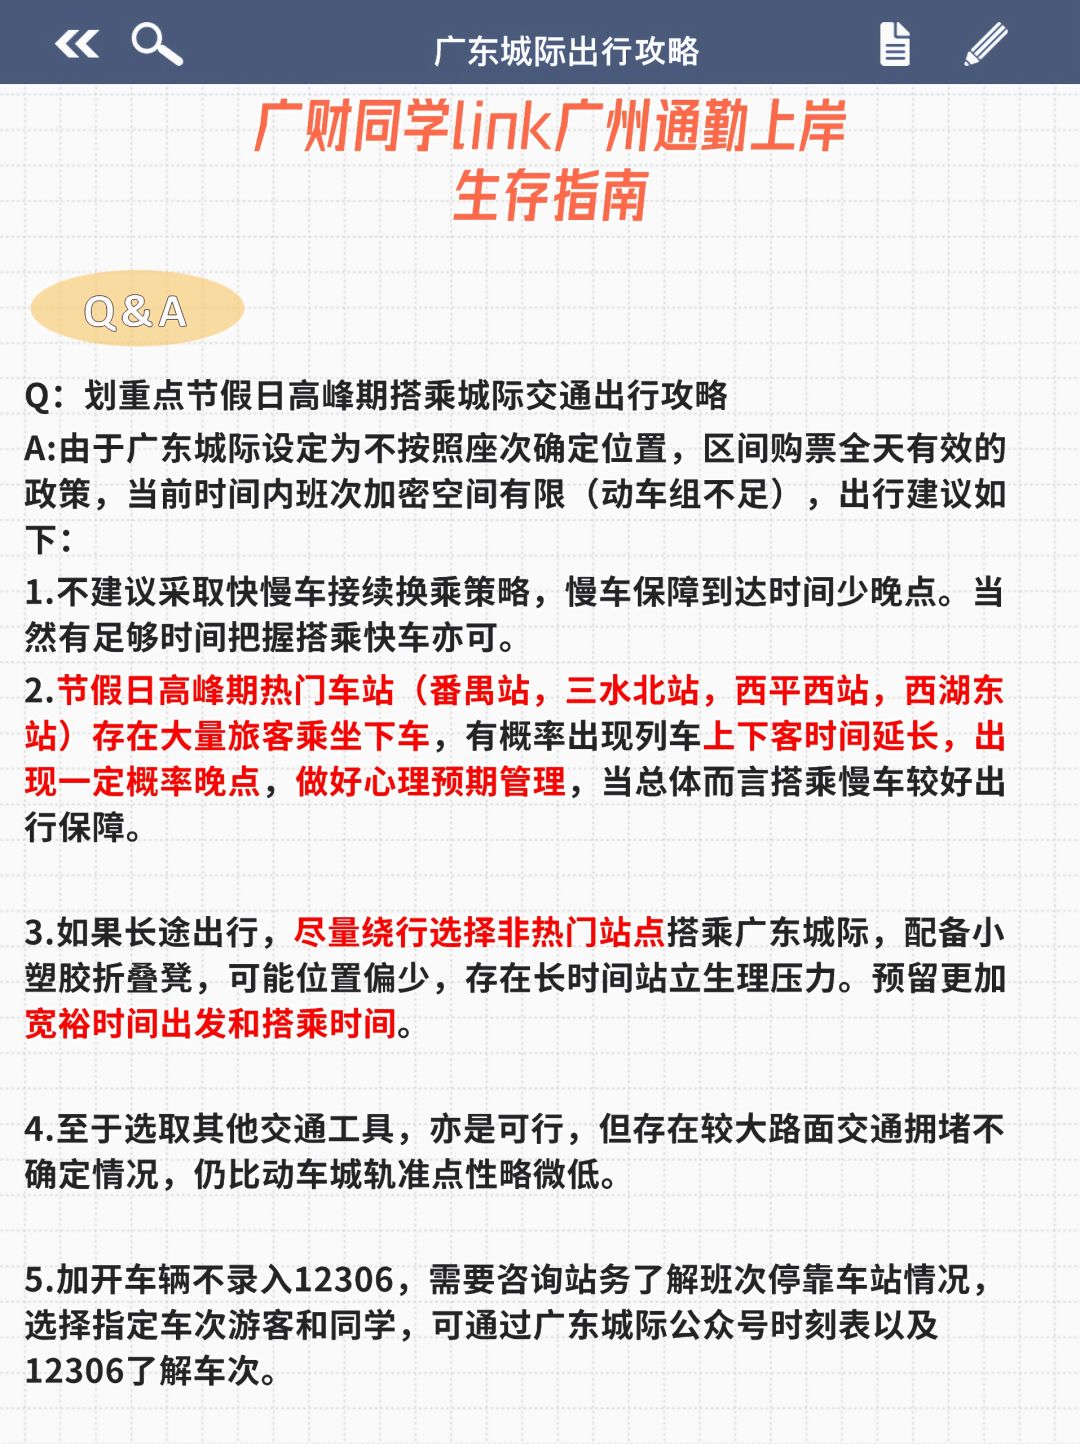 广东城际出行攻略
广财同学link广州通勤上岸
生存指南
Q&A
Q：划重点节假日高峰期搭乘城际交通出行攻略
A:由于广东城际设定为不按照座次确定位置，区间购票全天有效的
政策，当前时间内班次加密空间有限（动车组不足），出行建议如
下：
1.不建议采取快慢车接续换乘策略，慢车保障到达时间少晚点。当
然有足够时间把握搭乘快车亦可。
2.节假日高峰期热门车站（番禺站，三水北站，西平西站，西湖东
站）存在大量旅客乘坐下车，有概率出现列车上下客时间延长，出
现一定概率晚点，做好心理预期管理，当总体而言搭乘慢车较好出
行保障。
3.如果长途出行，尽量绕行选择非热门站点搭乘广东城际，配备小
塑胶折叠凳，可能位置偏少，存在长时间站立生理压力。预留更加
宽裕时间出发和搭乘时间。
4.至于选取其他交通工具，亦是可行，但存在较大路面交通拥堵不
确定情况，仍比动车城轨准点性略微低。
5.加开车辆不录入12306，需要咨询站务了解班次停靠车站情况，
选择指定车次游客和同学，可通过广东城际公众号时刻表以及
12306了解车次。